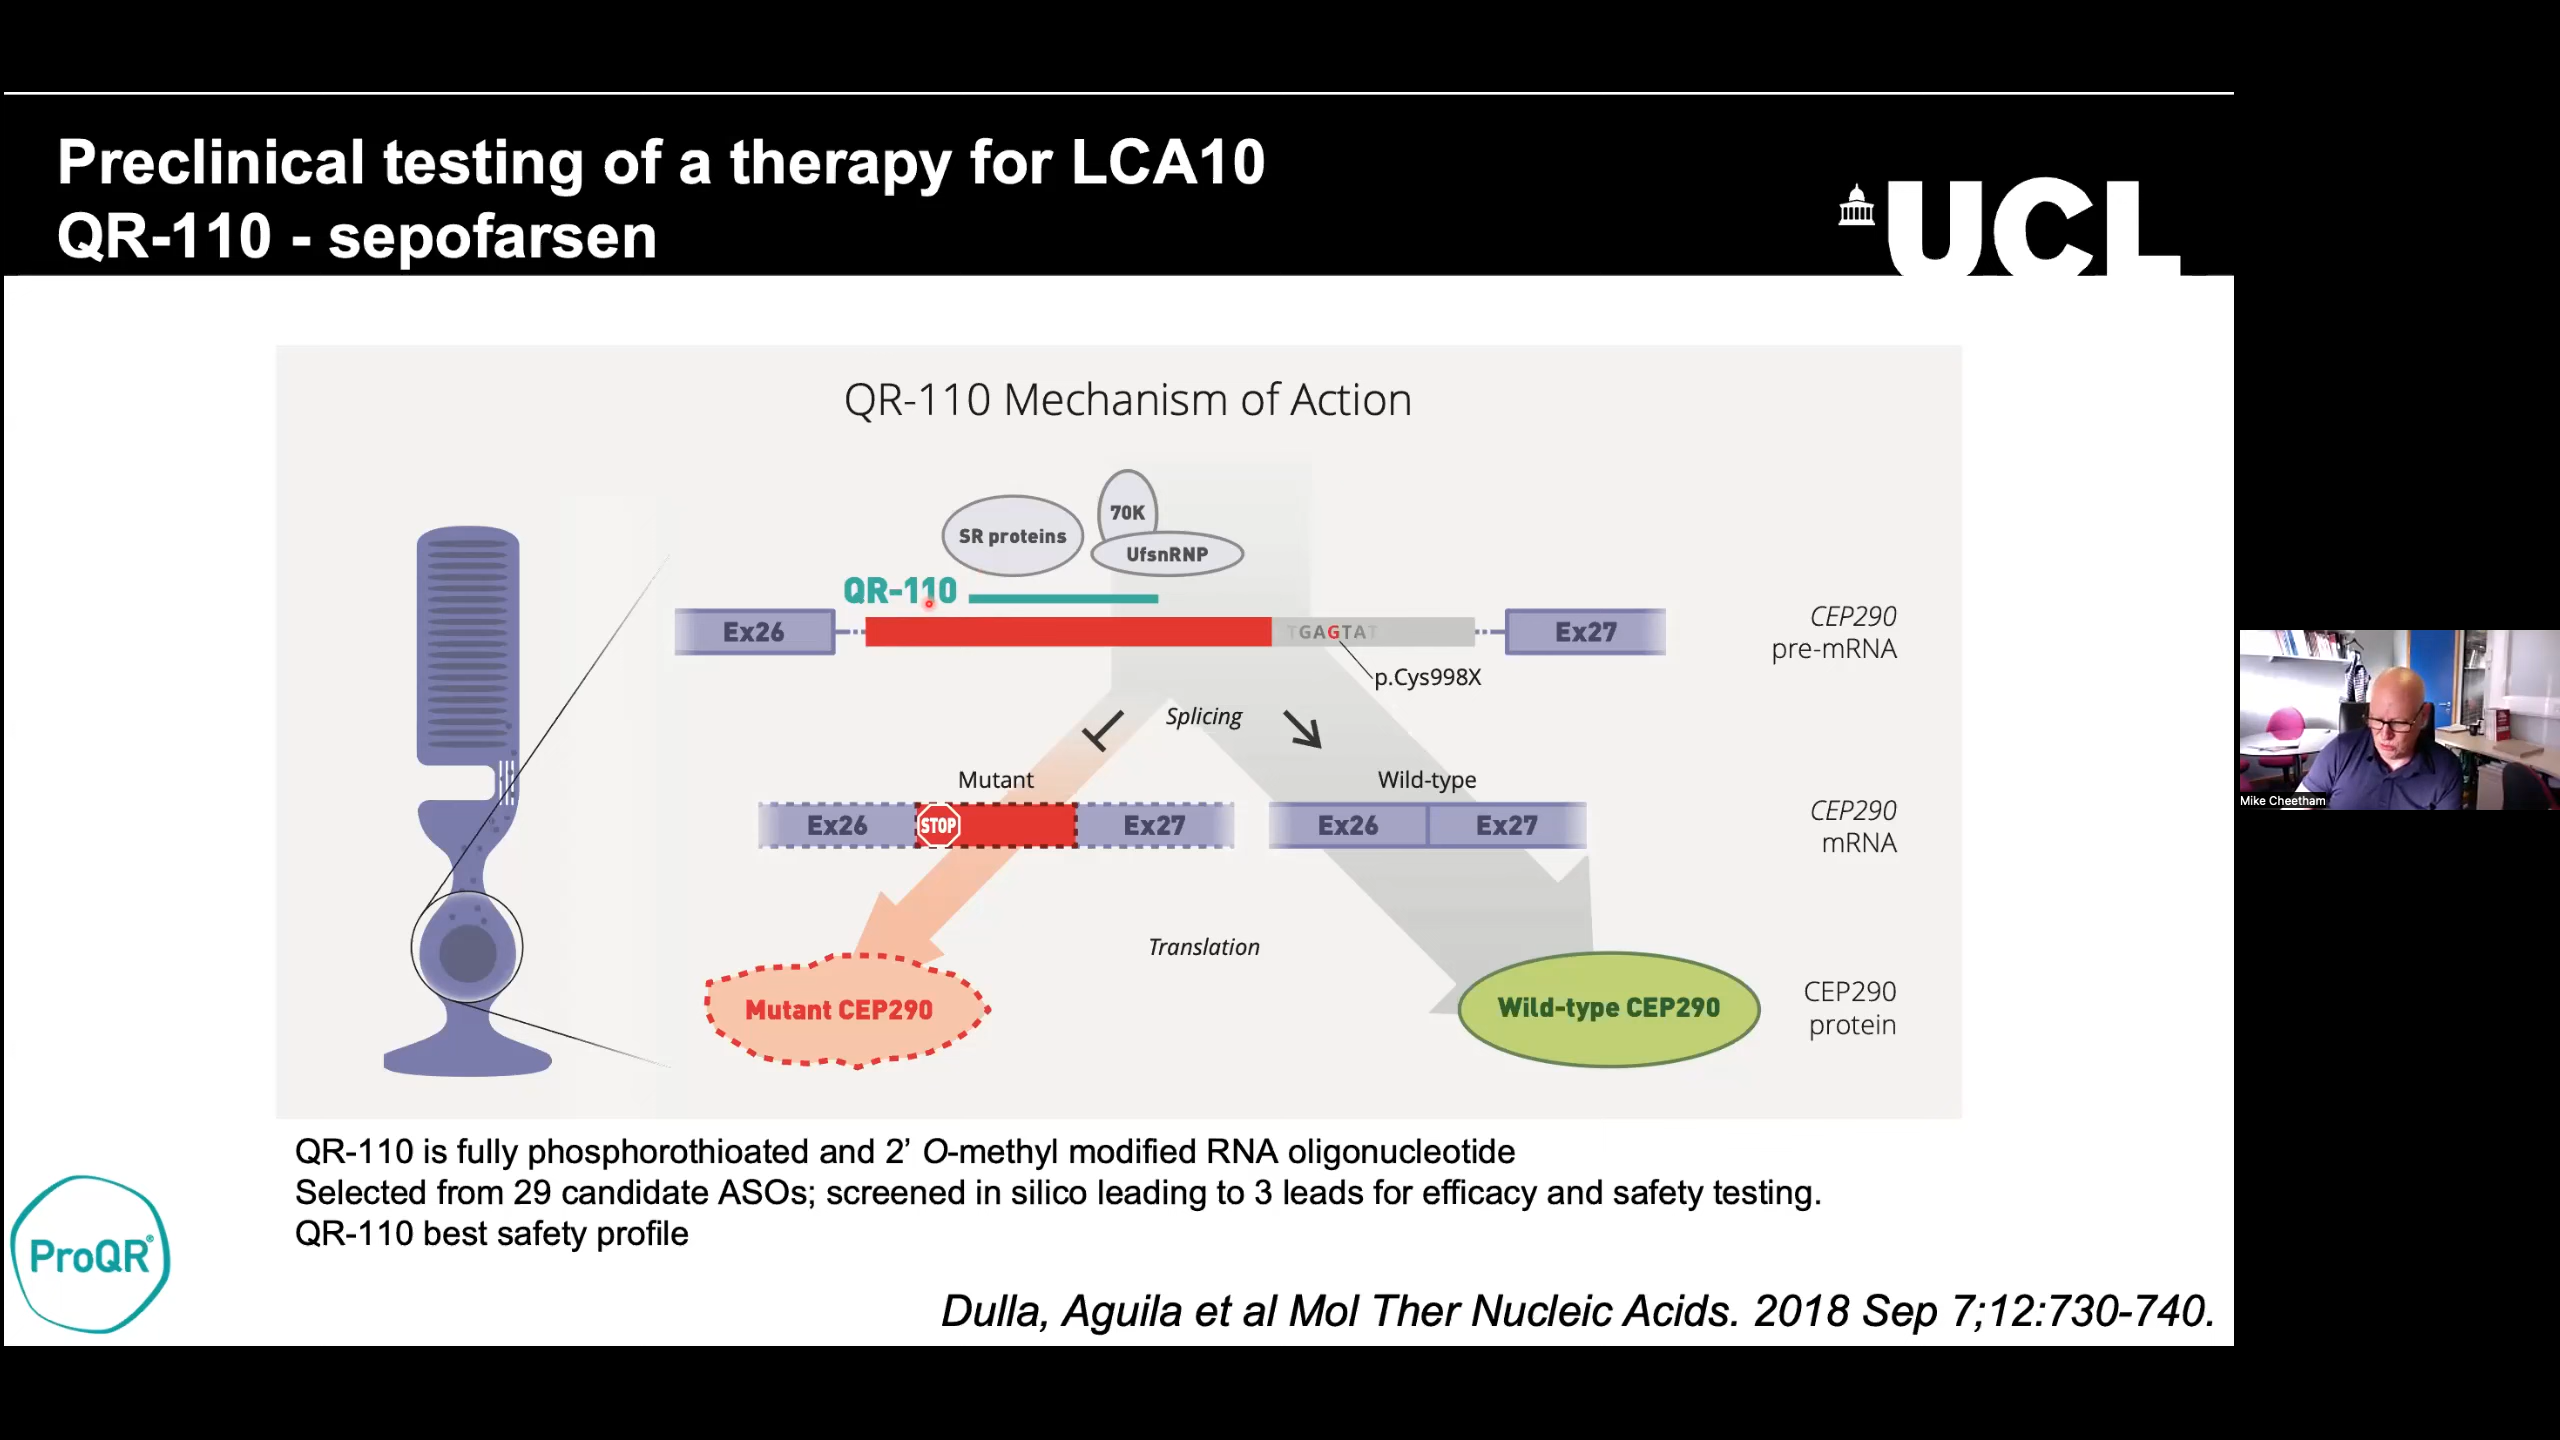 Preclinical testing of a therapy for LCA10
QR-110 - sepofarsen
UCL
QR-110 Mechanism of Action
70K
SR proteins
UfsnRNP
QR-110
Ex26
TGAGTAT
Ex27
CEP290
pre-mRNA
p.Cys998X
Splicing
Mutant
Wild-type
Ex26
STOP
Ex27
Ex26
Ex27
CEP290
mRNA
Translation
Mutant CEP290
Wild-type CEP290
CEP290
protein
QR-110 is fully phosphorothioated and 2’ O-methyl modified RNA oligonucleotide
Selected from 29 candidate ASOs; screened in silico leading to 3 leads for efficacy and safety testing.
QR-110 best safety profile
ProQR®
Dulla, Aguila et al Mol Ther Nucleic Acids. 2018 Sep 7;12:730-740.
Mike Cheetham